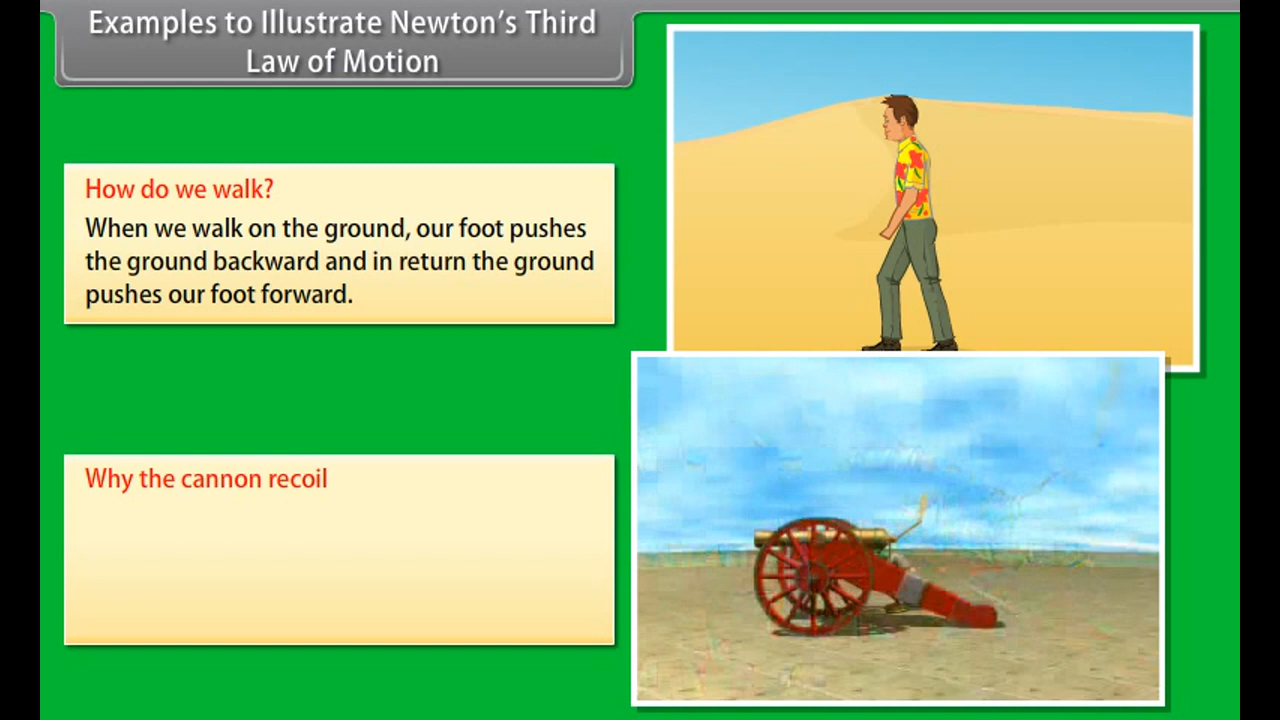 Examples to Illustrate Newton's Third
Law of Motion
How do we walk?
When we walk on the ground, our foot pushes
the ground backward and in return the ground
pushes our foot forward.
Why the cannon recoil